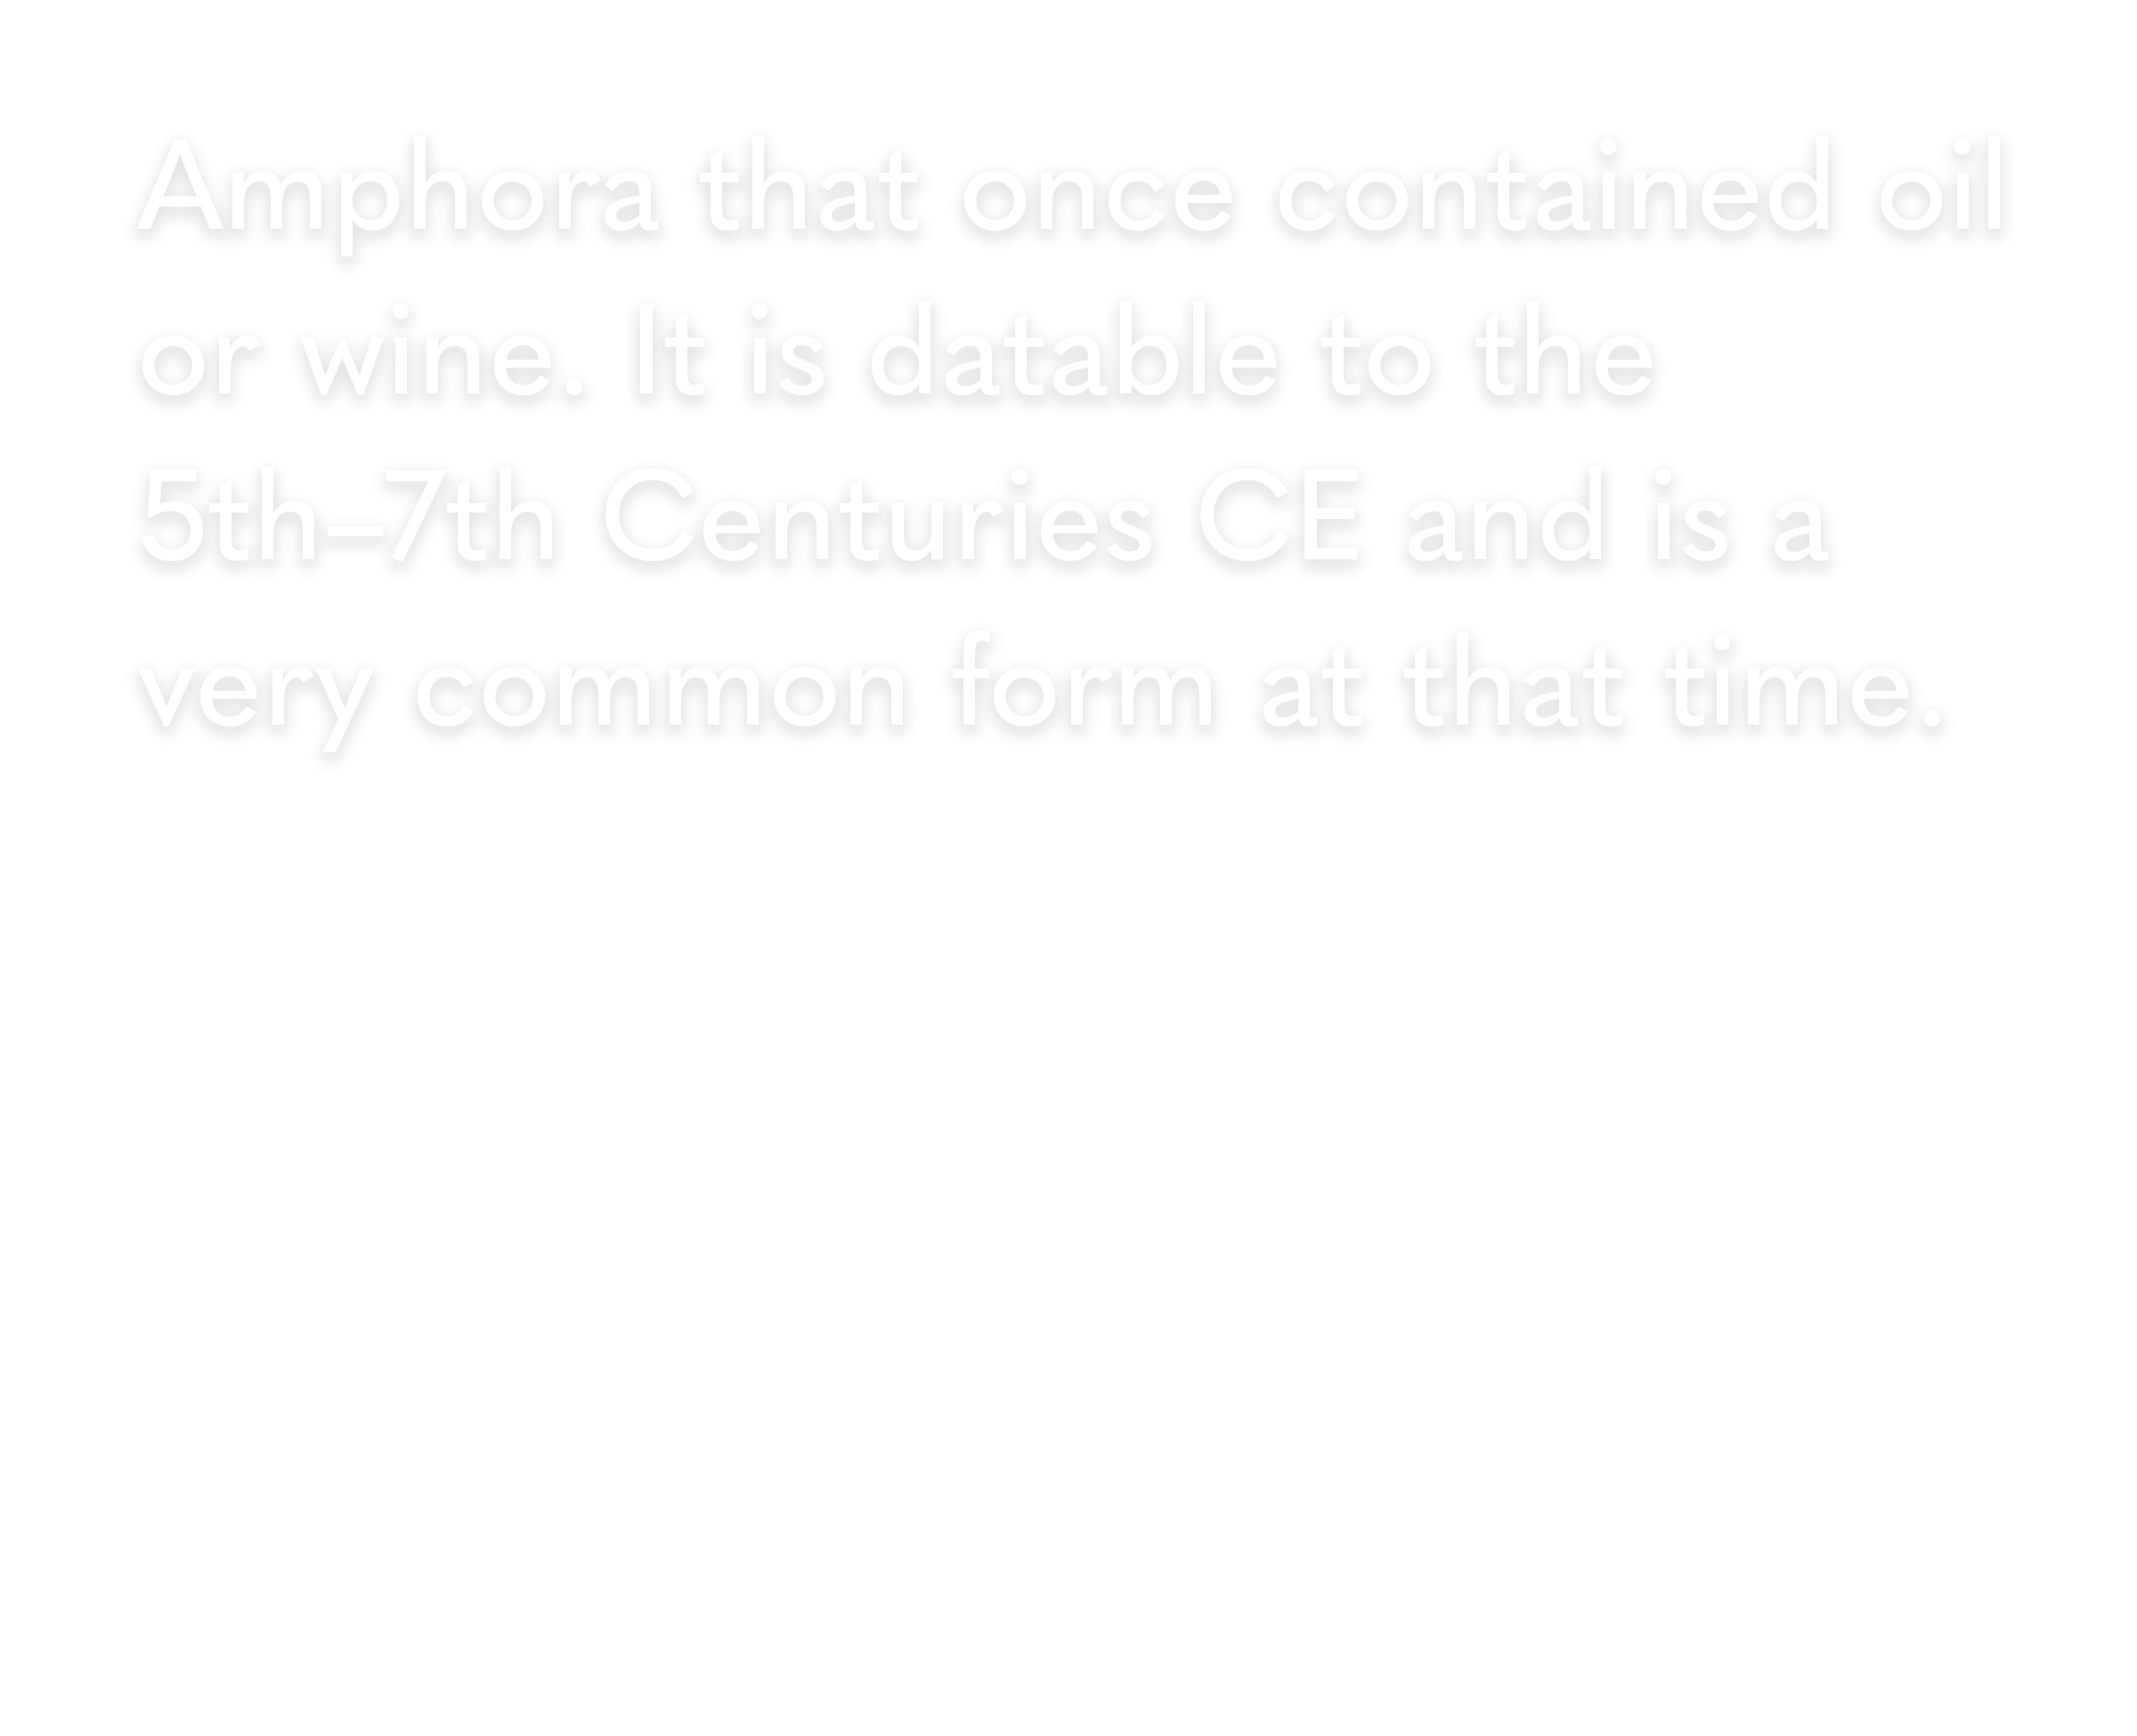 Amphora that once contained oil
or wine. It is datable to the
5th–7th Centuries CE and is a
very common form at that time.